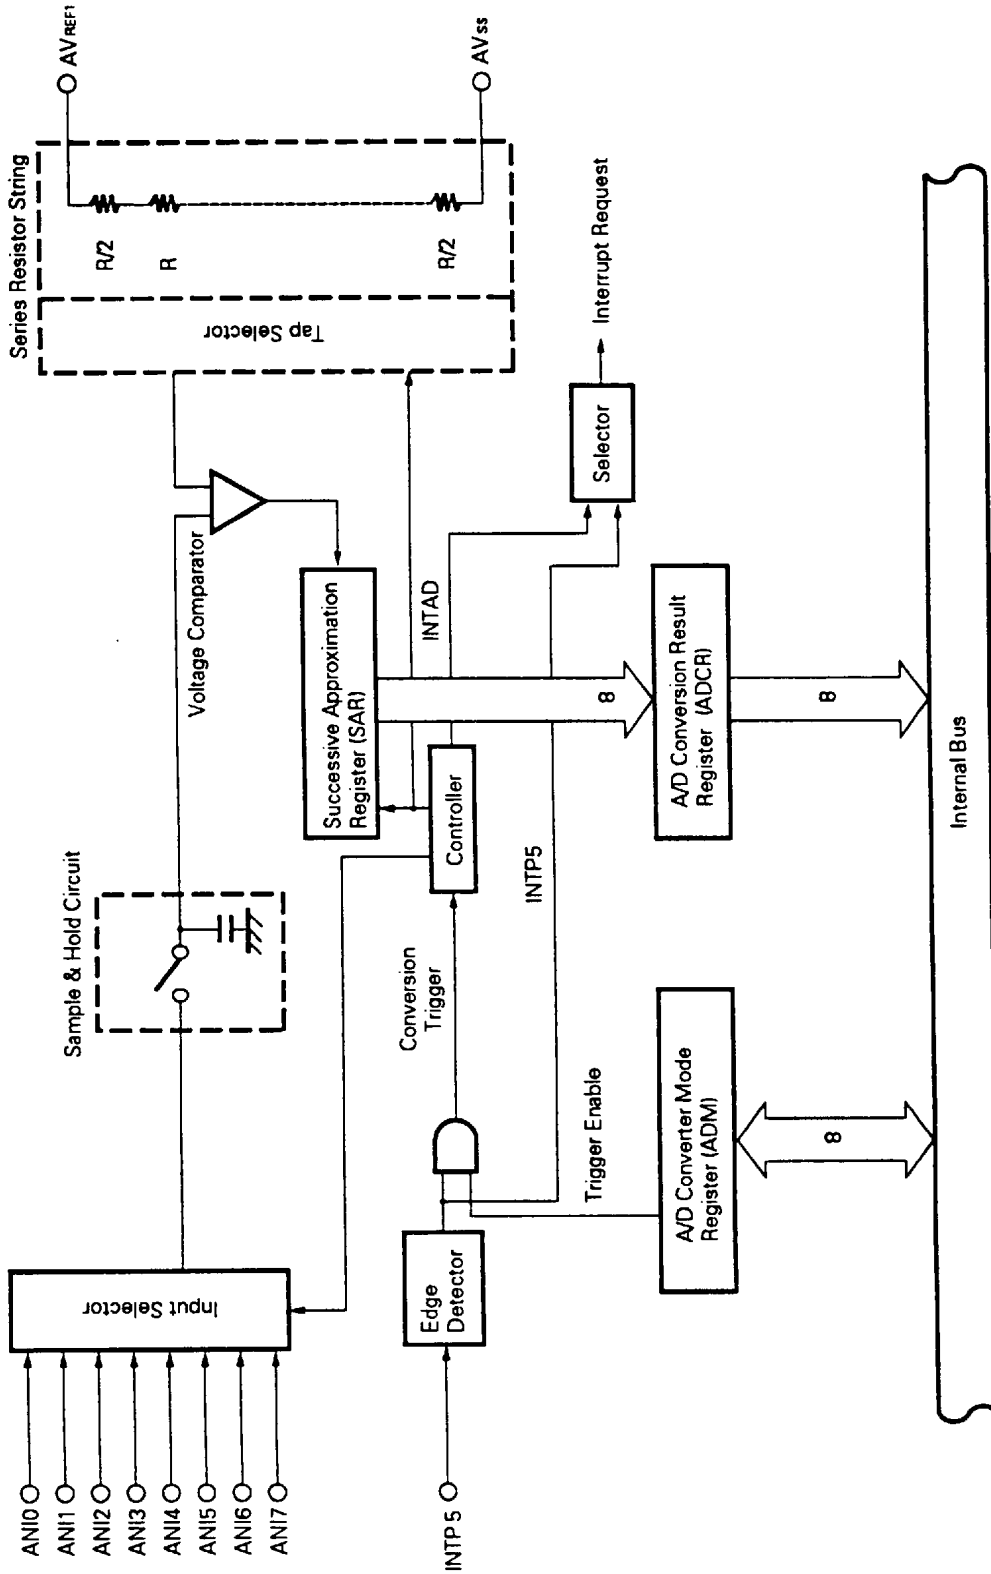 ANI0
ANI1
ANI2
ANI3
ANI4
ANI5
ANI6
ANI7
Input Selector
Sample & Hold Circuit
Voltage Comparator
Series Resistor String
Tap Selector
R/2
R
R/2
AVREF1
AVSS
Successive Approximation
Register (SAR)
INTP5
Edge
Detector
Conversion
Trigger
Controller
INTAD
Selector
Interrupt Request
INTP5
Trigger Enable
8
A/D Converter Mode
Register (ADM)
A/D Conversion Result
Register (ADCR)
8
8
Internal Bus